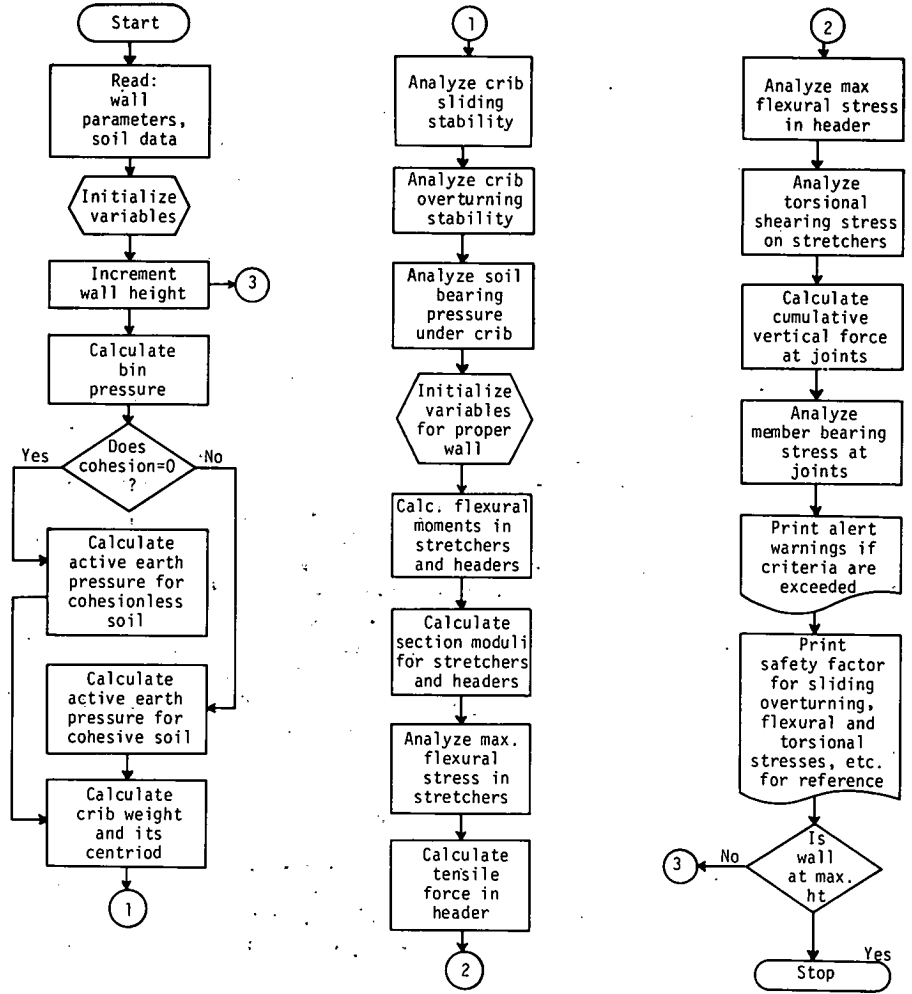 Start
Read:
wall
parameters,
soil data
Initialize
variables
Increment
wall height
3
Calculate
bin
pressure
Does
cohesion=0
?
Yes
No
Calculate
active earth
pressure for
cohesionless
soil
Calculate
active earth
pressure for
cohesive soil
Calculate
crib weight
and its
centriod
1
1
Analyze crib
sliding
stability
Analyze crib
overturning
stability
Analyze soil
bearing
pressure
under crib
Initialize
variables
for proper
wall
Calc. flexural
moments in
stretchers
and headers
Calculate
section moduli
for stretchers
and headers
Analyze max.
flexural
stress in
stretchers
Calculate
tensile
force in
header
2
2
Analyze max
flexural stress
in header
Analyze
torsional
shearing stress
on stretchers
Calculate
cumulative
vertical force
at joints
Analyze
member bearing
stress at
joints
Print alert
warnings if
criteria are
exceeded
Print
safety factor
for sliding
overturning,
flexural and
torsional
stresses, etc.
for reference
Is
wall
at max.
ht
No
3
Yes
Stop